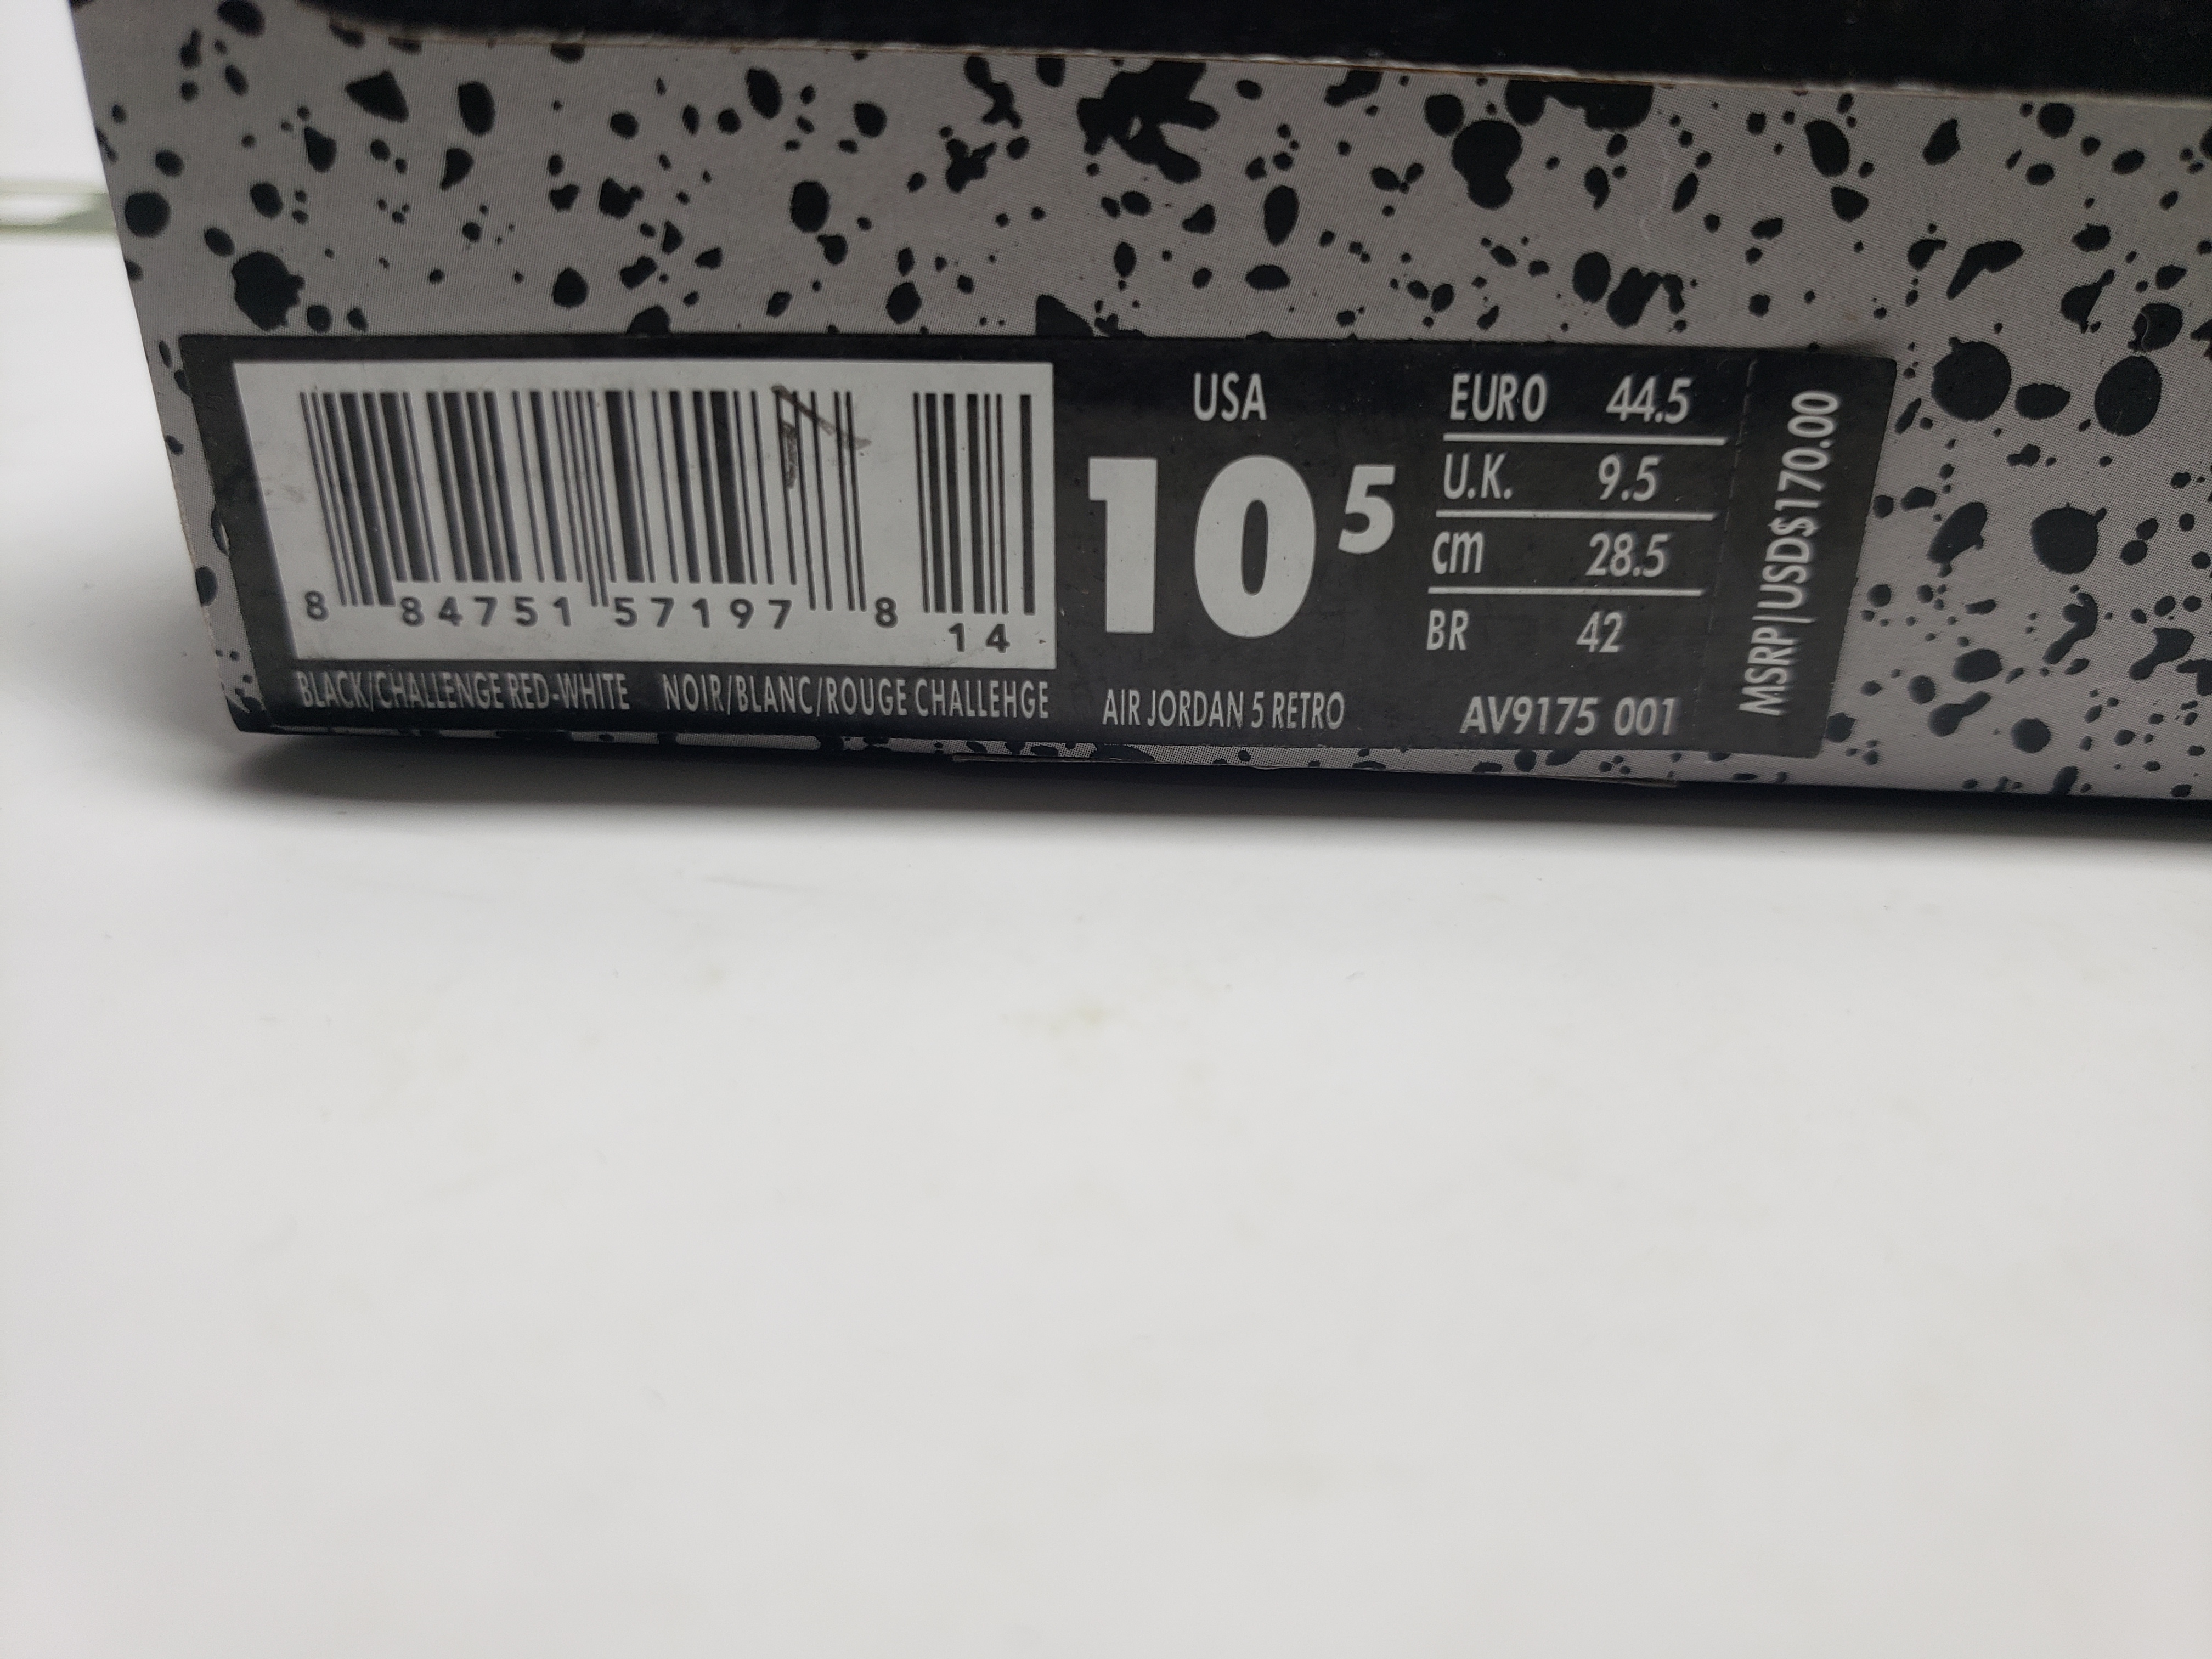 8 84751 57197 8
14
BLACK/CHALLENGE RED-WHITE NOIR/BLANC/ROUGE CHALLEHGE
USA
10 5
AIR JORDAN 5 RETRO
EURO 44.5
U.K. 9.5
cm 28.5
BR 42
AV9175 001
MSRP|USD$170.00